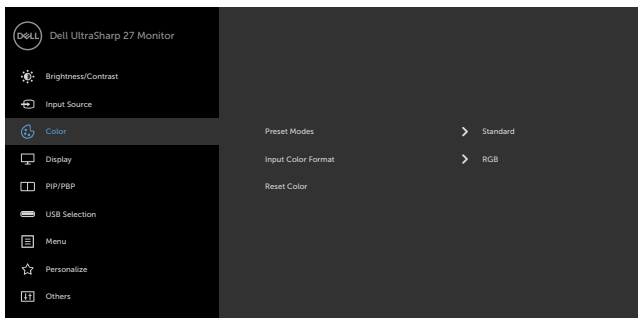 DELL Dell UltraSharp 27 Monitor
Brightness/Contrast
Input Source
Color
Preset Modes Standard
Display
Input Color Format RGB
PIP/PBP
Reset Color
USB Selection
Menu
Personalize
Others